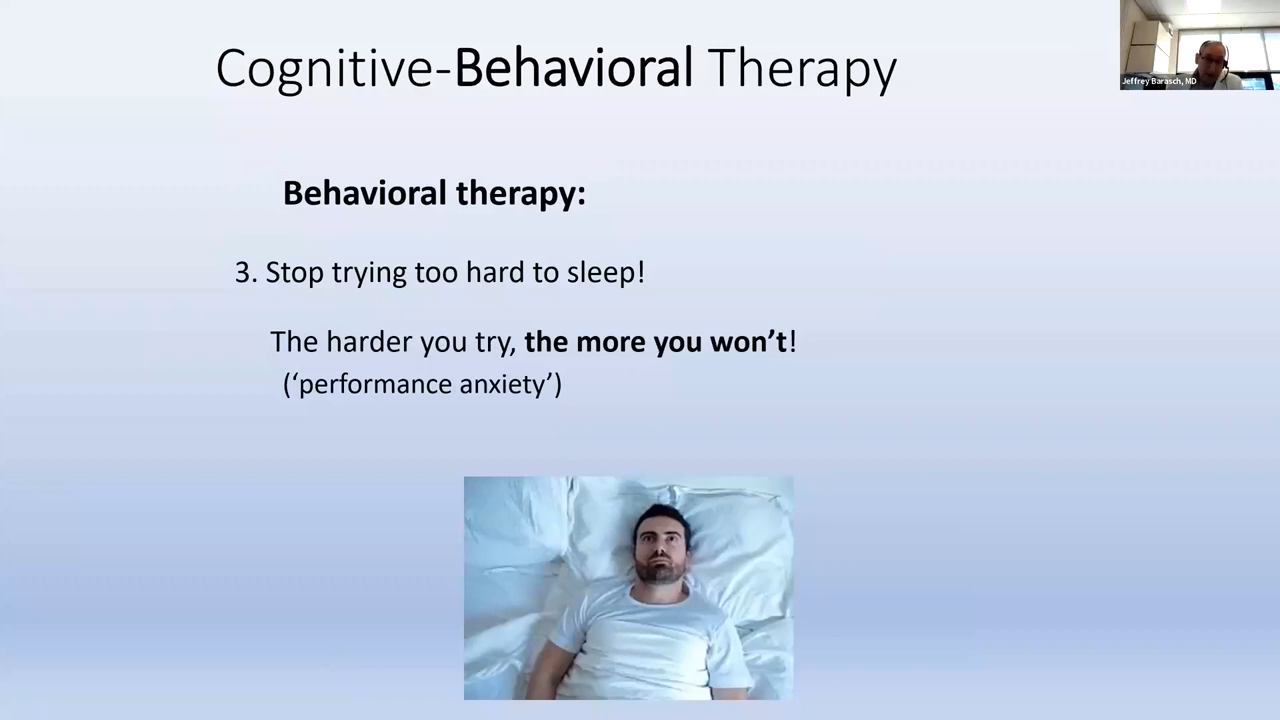 Cognitive-Behavioral Therapy
Jeffrey Barasch, MD
Behavioral therapy:
3. Stop trying too hard to sleep!
The harder you try, the more you won’t!
(‘performance anxiety’)